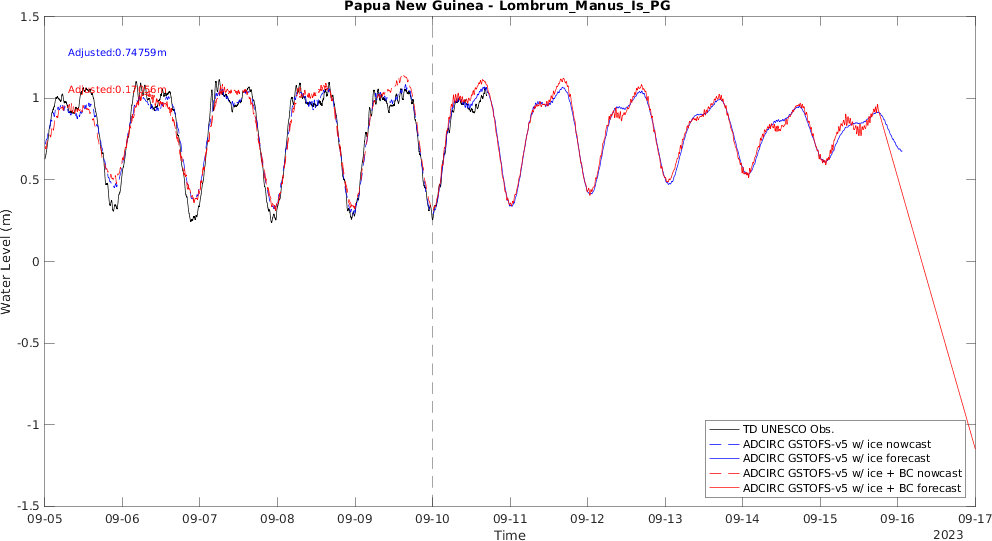 Papua New Guinea - Lombrum_Manus_Is_PG
1.5
1
0.5
0
-0.5
-1
-1.5
Water Level (m)
Adjusted:0.74759m
TD UNESCO Obs.
ADCIRC GSTOFS-v5 w/ ice nowcast
ADCIRC GSTOFS-v5 w/ ice forecast
ADCIRC GSTOFS-v5 w/ ice + BC nowcast
ADCIRC GSTOFS-v5 w/ ice + BC forecast
09-05 09-06 09-07 09-08 09-09 09-10 09-11 09-12 09-13 09-14 09-15 09-16 09-17
Time
2023